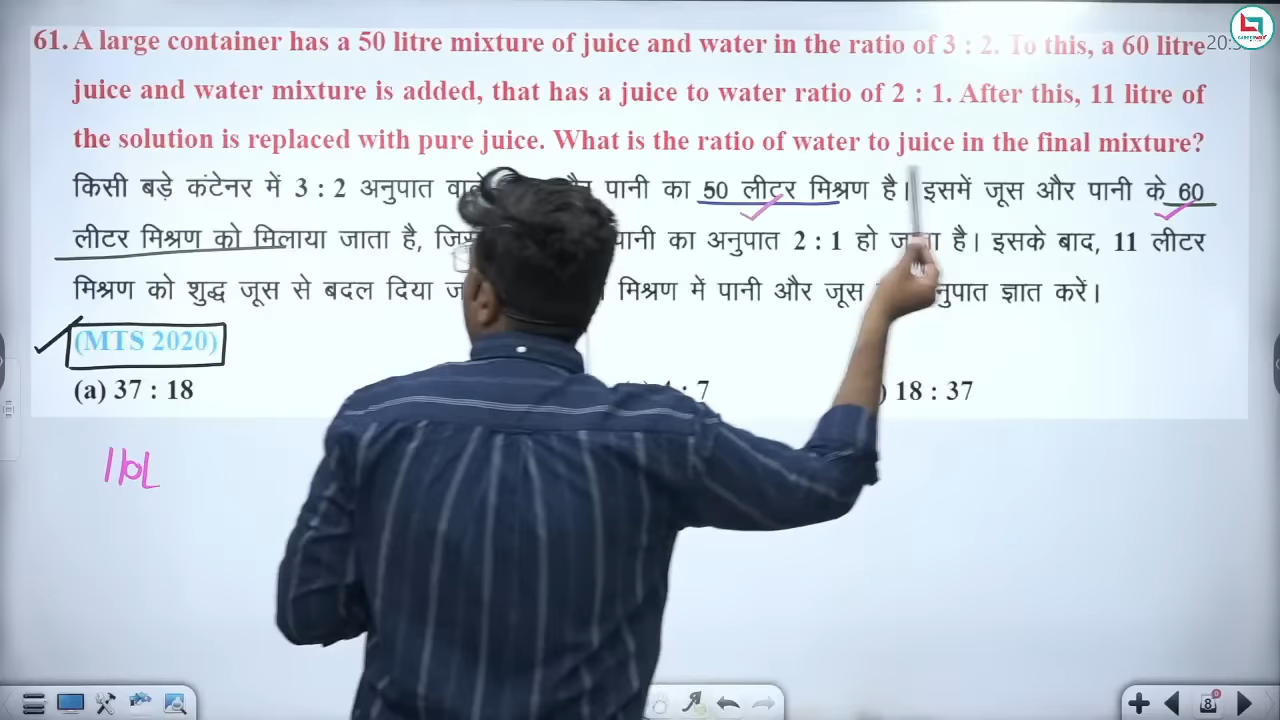 61. A large container has a 50 litre mixture of juice and water in the ratio of 3 : 2. To this, a 60 litre
juice and water mixture is added, that has a juice to water ratio of 2 : 1. After this, 11 litre of
the solution is replaced with pure juice. What is the ratio of water to juice in the final mixture?
किसी बड़े कंटेनर में 3 : 2 अनुपात पानी का 50 लीटर मिश्रण है। इसमें जूस और पानी के 60
लीटर मिश्रण को मिलाया जाता है, पानी का अनुपात 2 : 1 हो जाता है। इसके बाद, 11 लीटर
मिश्रण को शुद्ध जूस से बदल दिया मिश्रण में पानी और जूस ज्ञात करें।
(MTS 2020)
(a) 37 : 18 : 7 18 : 37
110L
8